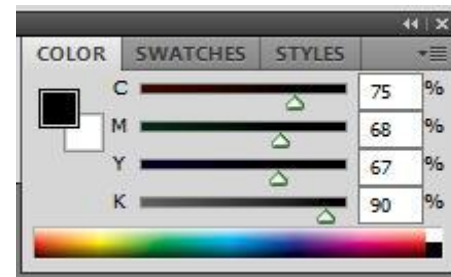 COLOR SWATCHES STYLES
C 75 %
M 68 %
Y 67 %
K 90 %